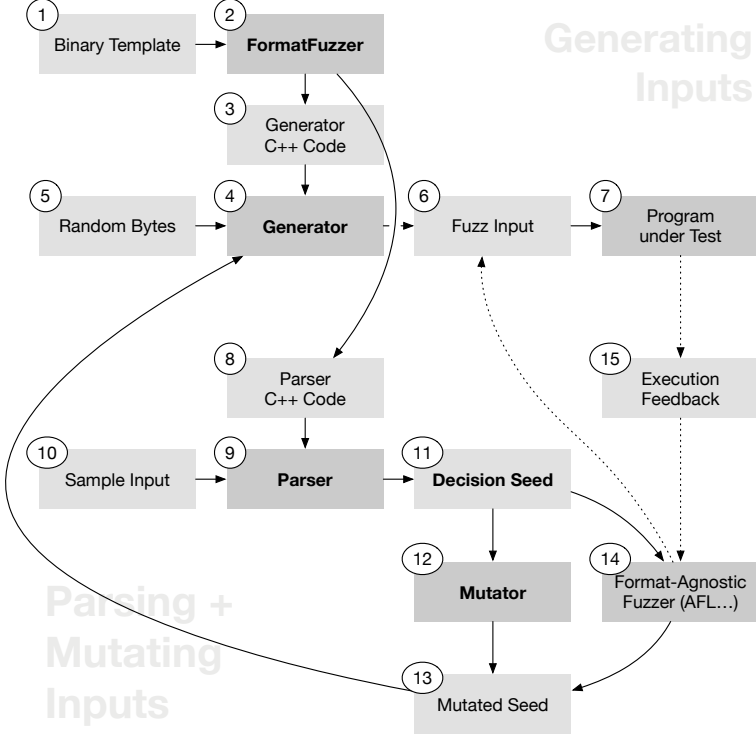 1
Binary Template
2
FormatFuzzer
Generating
Inputs
3
Generator
C++ Code
5
Random Bytes
4
Generator
6
Fuzz Input
7
Program
under Test
8
Parser
C++ Code
15
Execution
Feedback
10
Sample Input
9
Parser
11
Decision Seed
12
Mutator
14
Format-Agnostic
Fuzzer (AFL…)
Parsing +
Mutating
Inputs
13
Mutated Seed